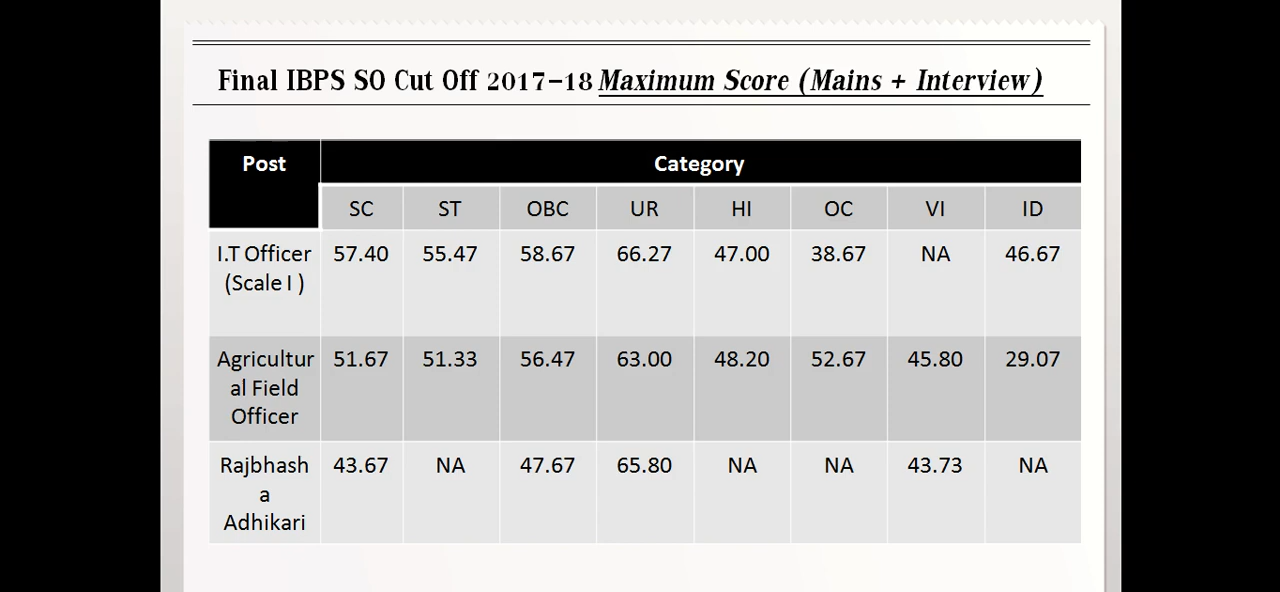 Final IBPS SO Cut Off 2017-18 Maximum Score (Mains + Interview)
Post Category
SC ST OBC UR HI OC VI ID
I.T Officer 57.40 55.47 58.67 66.27 47.00 38.67 NA 46.67
(Scale I )
Agricultur 51.67 51.33 56.47 63.00 48.20 52.67 45.80 29.07
al Field
Officer
Rajbhash 43.67 NA 47.67 65.80 NA NA 43.73 NA
a
Adhikari